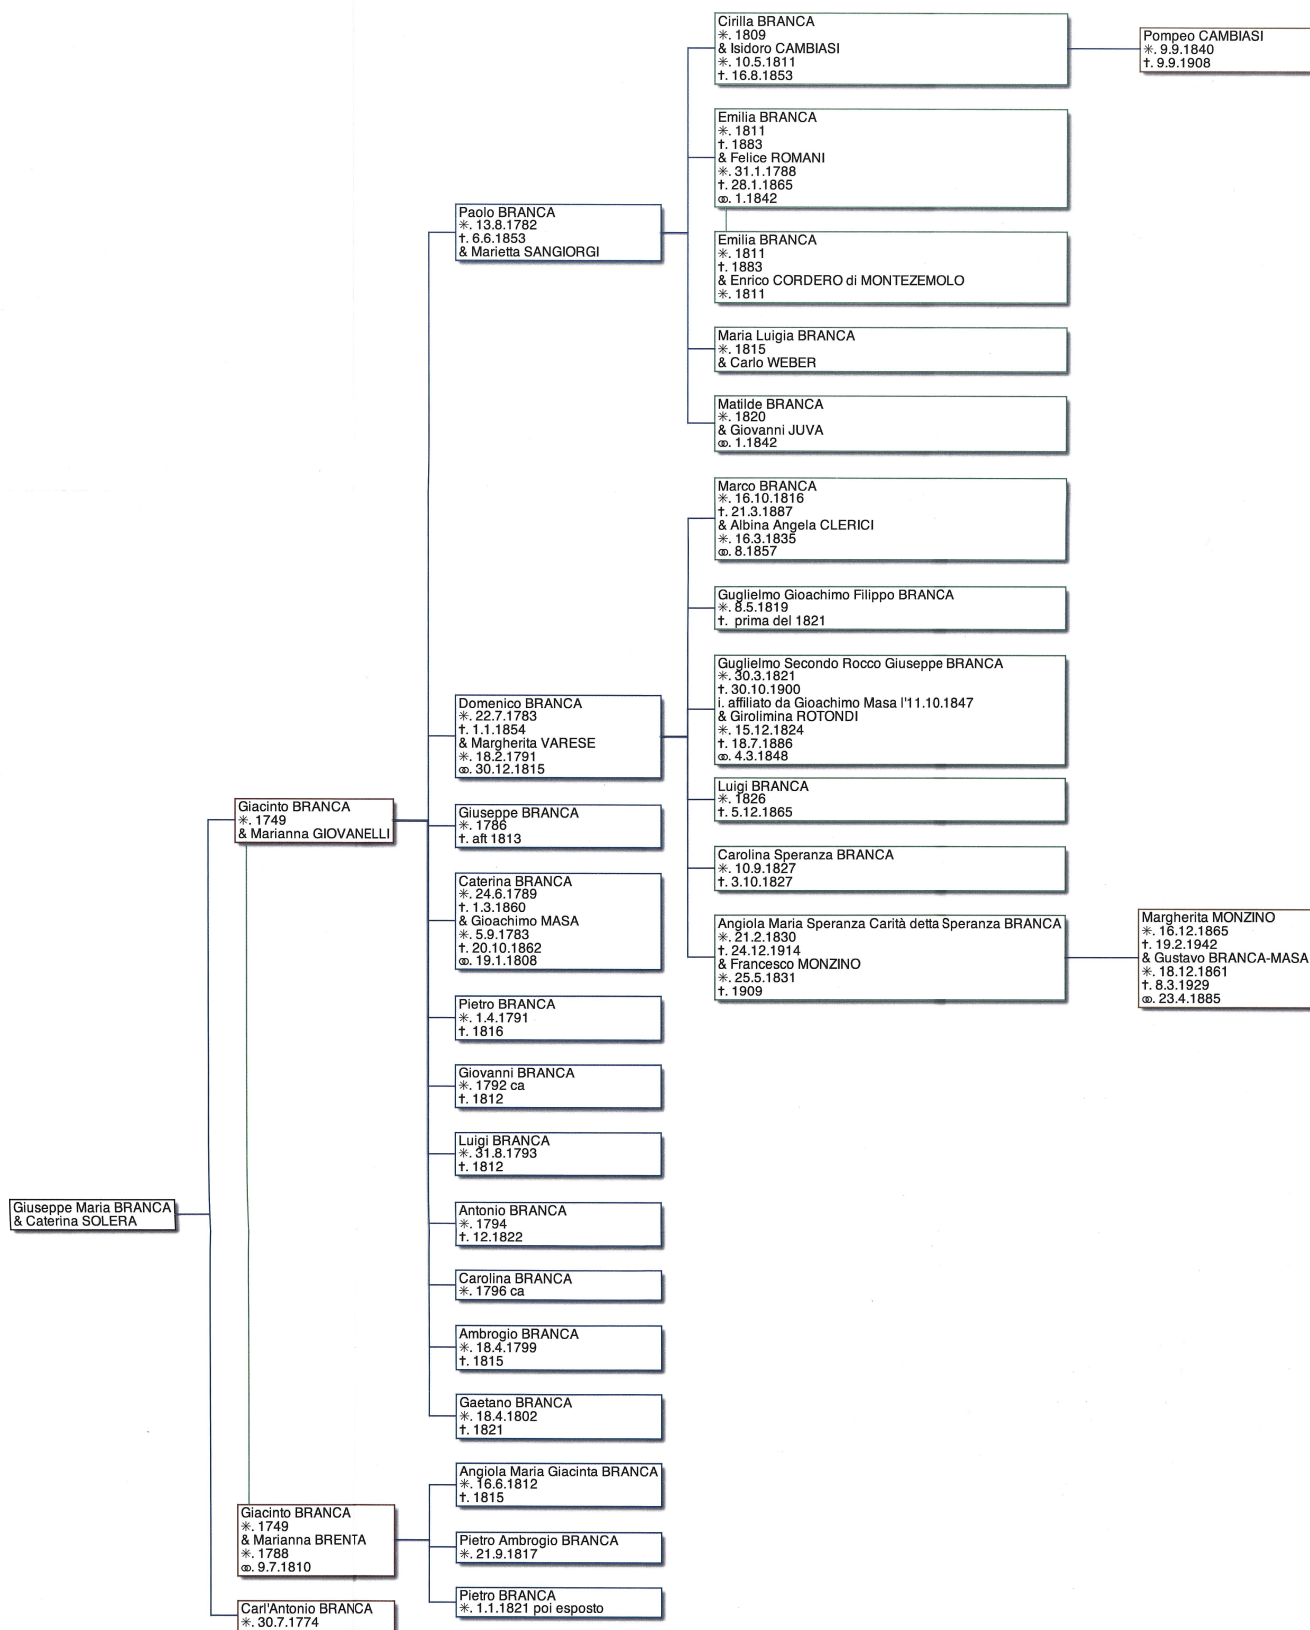 Giuseppe Maria BRANCA
& Caterina SOLERA
Giacinto BRANCA
✳. 1749
& Marianna GIOVANELLI
Giacinto BRANCA
✳. 1749
& Marianna BRENTA
✳. 1788
⚭. 9.7.1810
Carl'Antonio BRANCA
✳. 30.7.1774
Paolo BRANCA
✳. 13.8.1782
†. 6.6.1853
& Marietta SANGIORGI
Domenico BRANCA
✳. 22.7.1783
†. 1.1.1854
& Margherita VARESE
✳. 18.2.1791
⚭. 30.12.1815
Giuseppe BRANCA
✳. 1786
†. aft 1813
Caterina BRANCA
✳. 24.6.1789
†. 1.3.1860
& Gioachimo MASA
✳. 5.9.1783
†. 20.10.1862
⚭. 19.1.1808
Pietro BRANCA
✳. 1.4.1791
†. 1816
Giovanni BRANCA
✳. 1792 ca
†. 1812
Luigi BRANCA
✳. 31.8.1793
†. 1812
Antonio BRANCA
✳. 1794
†. 12.1822
Carolina BRANCA
✳. 1796 ca
Ambrogio BRANCA
✳. 18.4.1799
†. 1815
Gaetano BRANCA
✳. 18.4.1802
†. 1821
Angiola Maria Giacinta BRANCA
✳. 16.6.1812
†. 1815
Pietro Ambrogio BRANCA
✳. 21.9.1817
Pietro BRANCA
✳. 1.1.1821 poi esposto
Cirilla BRANCA
✳. 1809
& Isidoro CAMBIASI
✳. 10.5.1811
†. 16.8.1853
Emilia BRANCA
✳. 1811
†. 1883
& Felice ROMANI
✳. 31.1.1788
†. 28.1.1865
⚭. 1.1842
Emilia BRANCA
✳. 1811
†. 1883
& Enrico CORDERO di MONTEZEMOLO
✳. 1811
Maria Luigia BRANCA
✳. 1815
& Carlo WEBER
Matilde BRANCA
✳. 1820
& Giovanni JUVA
⚭. 1.1842
Marco BRANCA
✳. 16.10.1816
†. 21.3.1887
& Albina Angela CLERICI
✳. 16.3.1835
⚭. 8.1857
Guglielmo Gioachimo Filippo BRANCA
✳. 8.5.1819
†. prima del 1821
Guglielmo Secondo Rocco Giuseppe BRANCA
✳. 30.3.1821
†. 30.10.1900
i. affiliato da Gioachimo Masa l'11.10.1847
& Girolimina ROTONDI
✳. 15.12.1824
†. 18.7.1886
⚭. 4.3.1848
Luigi BRANCA
✳. 1826
†. 5.12.1865
Carolina Speranza BRANCA
✳. 10.9.1827
†. 3.10.1827
Angiola Maria Speranza Carità detta Speranza BRANCA
✳. 21.2.1830
†. 24.12.1914
& Francesco MONZINO
✳. 25.5.1831
†. 1909
Pompeo CAMBIASI
✳. 9.9.1840
†. 9.9.1908
Margherita MONZINO
✳. 16.12.1865
†. 19.2.1942
& Gustavo BRANCA-MASA
✳. 18.12.1861
†. 8.3.1929
⚭. 23.4.1885